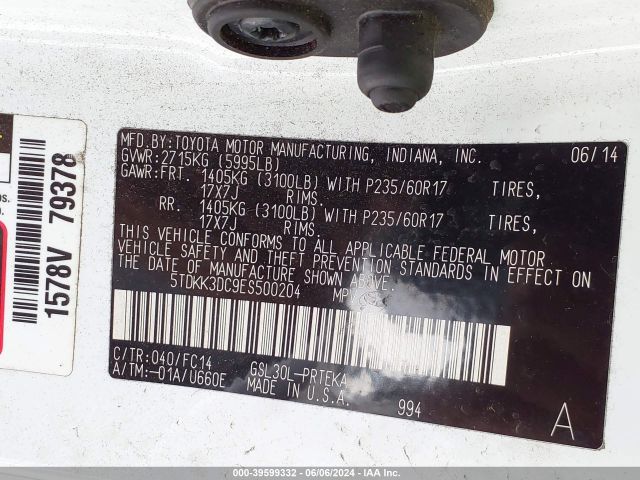 MFD.BY:TOYOTA MOTOR MANUFACTURING, INDIANA, INC. 06/14
GVWR:2715KG (5995LB)
GAWR:FRT. 1405KG (3100LB) WITH P235/60R17 TIRES,
17X7J RIMS.
RR. 1405KG (3100LB) WITH P235/60R17 TIRES,
17X7J RIMS.
THIS VEHICLE CONFORMS TO ALL APPLICABLE FEDERAL MOTOR
VEHICLE SAFETY AND THEFT PREVENTION STANDARDS IN EFFECT ON
THE DATE OF MANUFACTURE SHOWN ABOVE.
5TDKK3DC9ES500204 MPV
C/TR:040/FC14 GSL30L-PRTEKA
A/TM:-01A/U660E MADE IN U.S.A. 994 A
1578V 79378
000-39599332 - 06/06/2024 - IAA Inc.